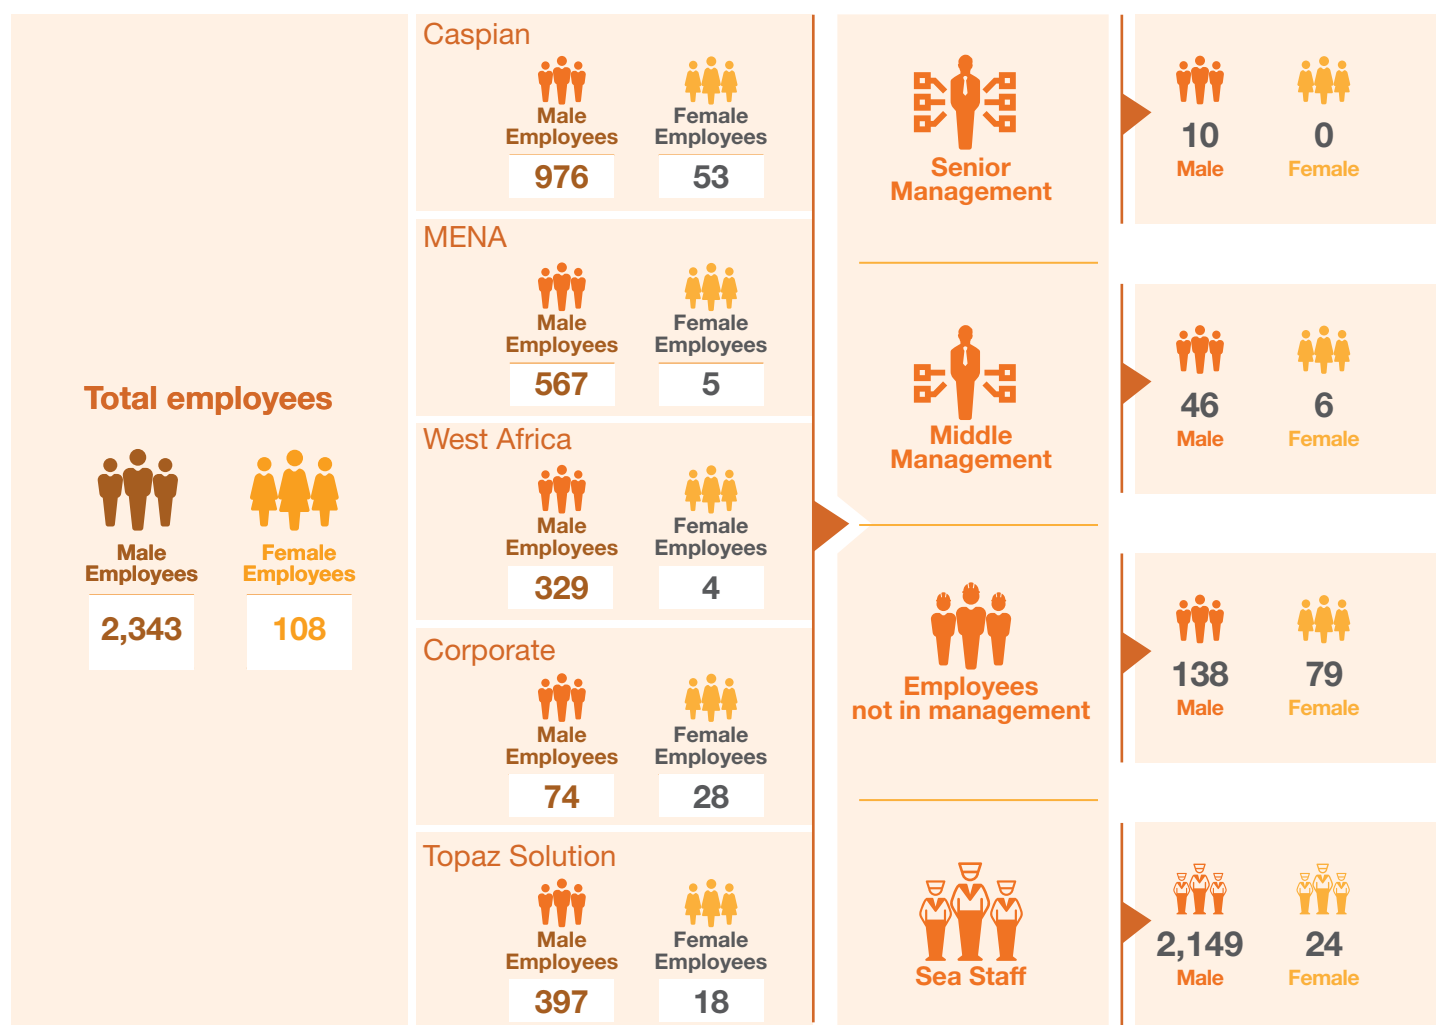 Total employees
Male
Employees
2,343
Female
Employees
108
Caspian
Male
Employees
976
Female
Employees
53
MENA
Male
Employees
567
Female
Employees
5
West Africa
Male
Employees
329
Female
Employees
4
Corporate
Male
Employees
74
Female
Employees
28
Topaz Solution
Male
Employees
397
Female
Employees
18
Senior
Management
10
Male
0
Female
Middle
Management
46
Male
6
Female
Employees
not in management
138
Male
79
Female
Sea Staff
2,149
Male
24
Female